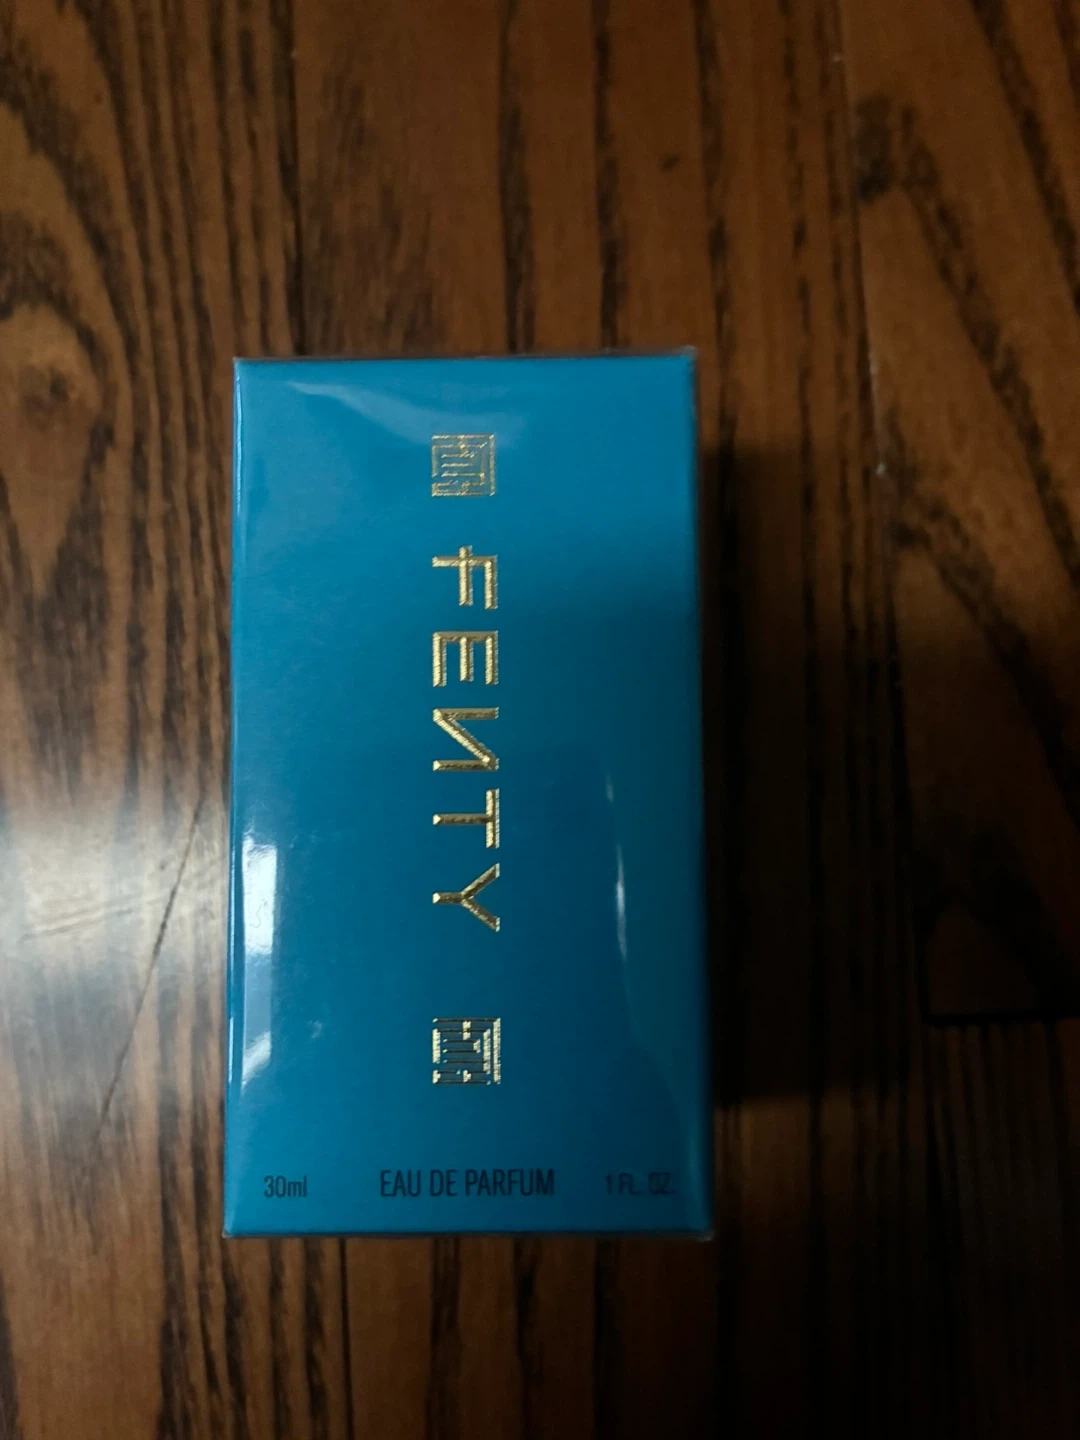 FENTY
30ml EAU DE PARFUM 1 FL. OZ.